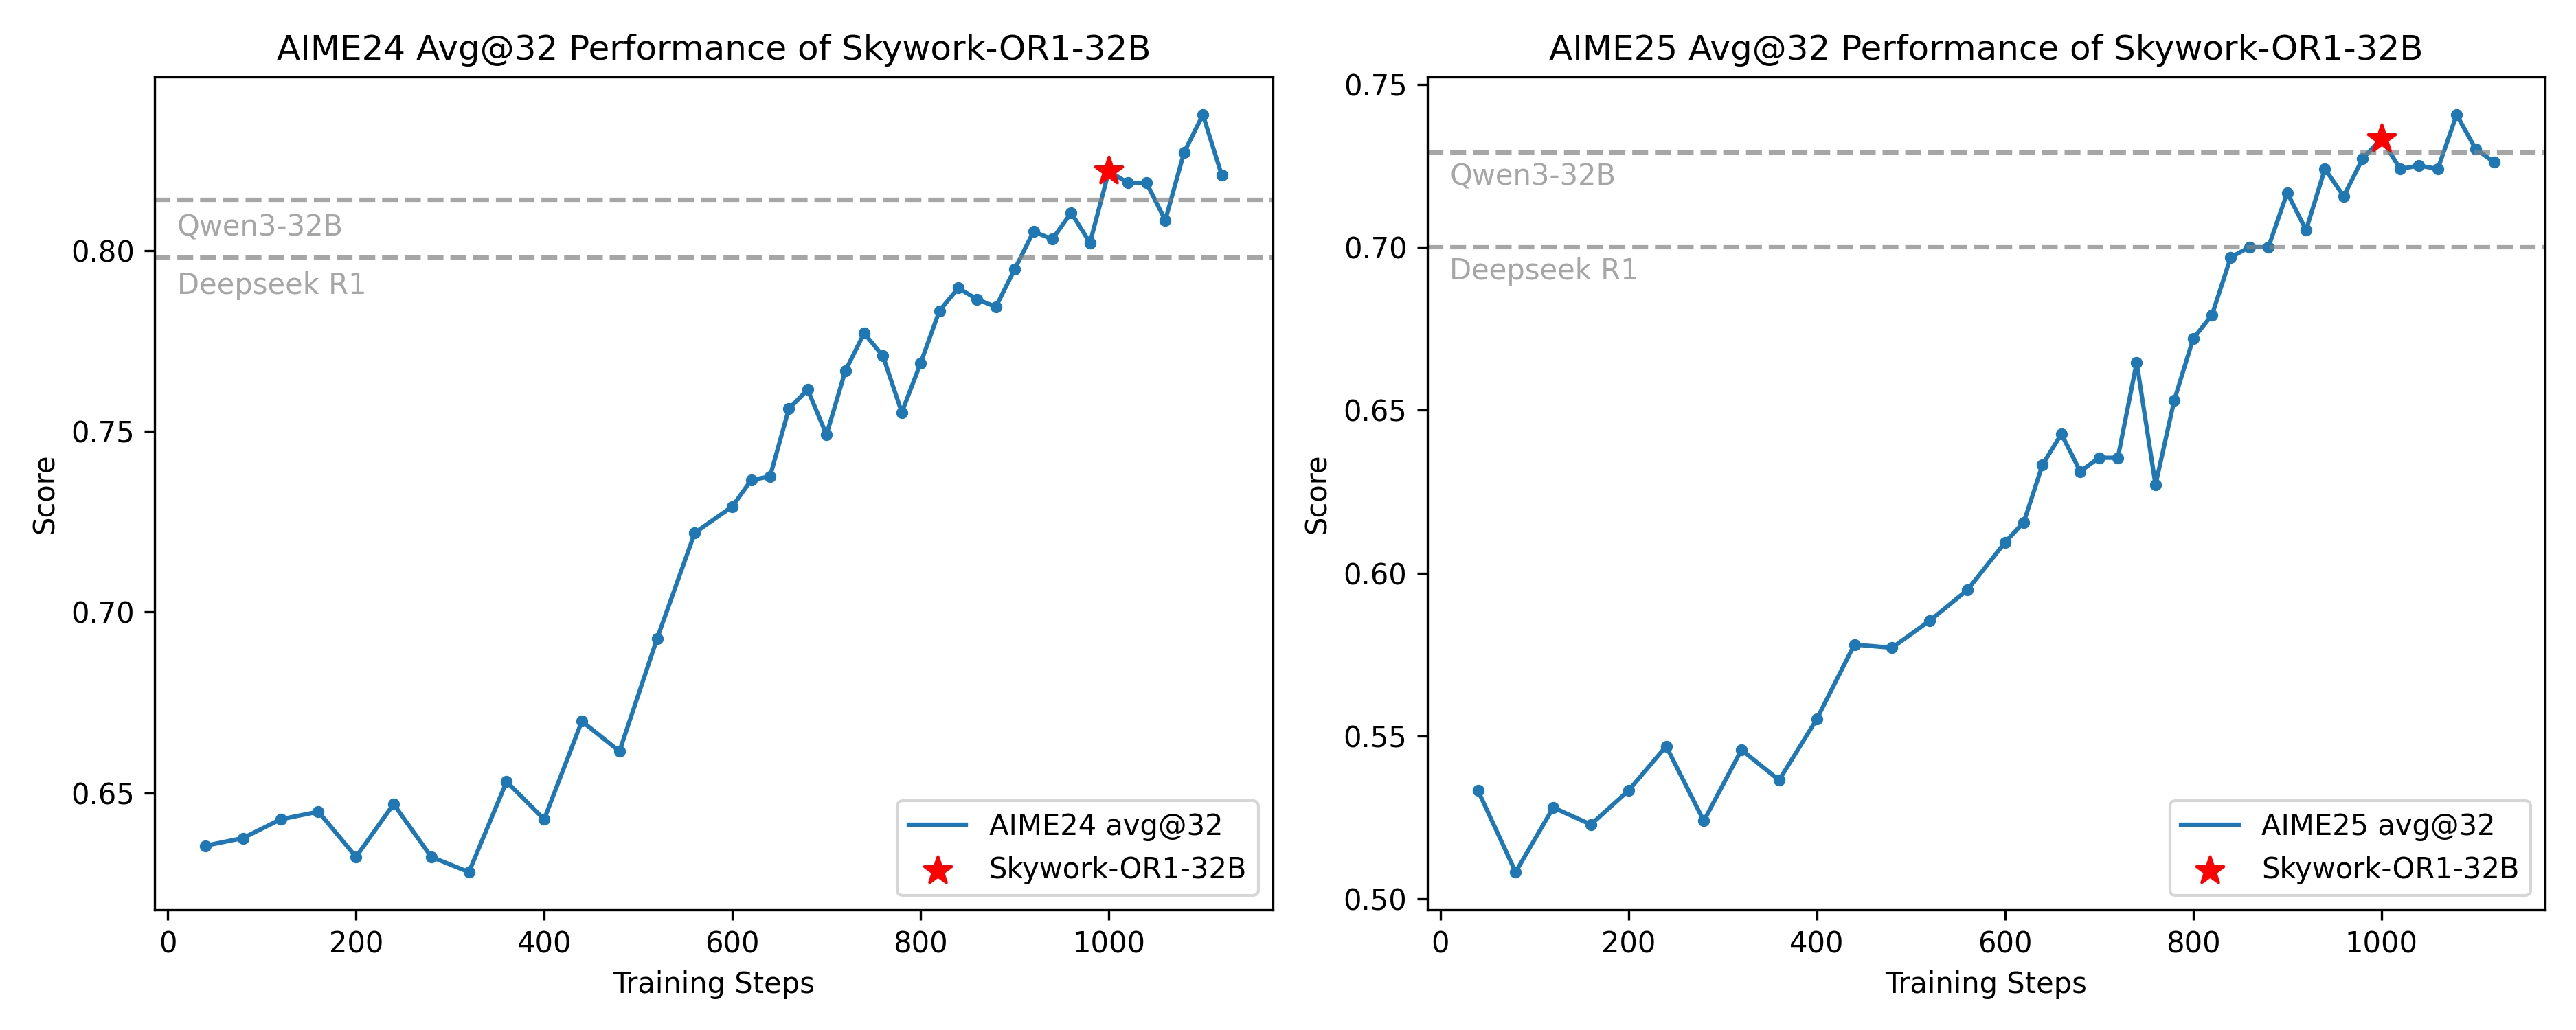 AIME24 Avg@32 Performance of Skywork-OR1-32B
Score
0.80
0.75
0.70
0.65
Qwen3-32B
Deepseek R1
AIME24 avg@32
Skywork-OR1-32B
0
200
400
600
800
1000
Training Steps
AIME25 Avg@32 Performance of Skywork-OR1-32B
Score
0.75
0.70
0.65
0.60
0.55
0.50
Qwen3-32B
Deepseek R1
AIME25 avg@32
Skywork-OR1-32B
0
200
400
600
800
1000
Training Steps